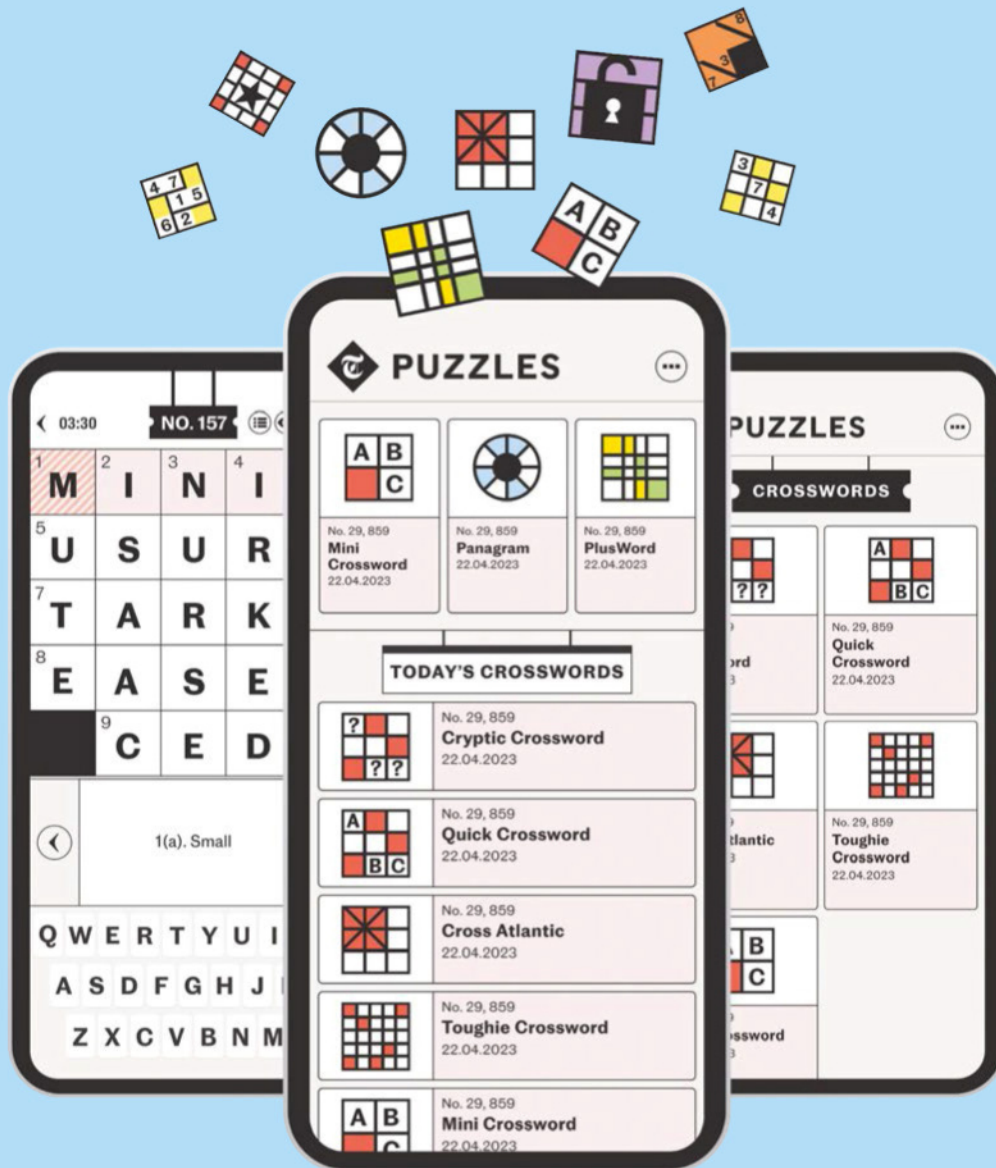 8
3
7
4 7
1 5
6 2
3
7
4
A B
C
03:30
NO. 157
1 M 2 I 3 N 4 I
5 U S U R
7 T A R K
8 E A S E
9 C E D
1(a). Small
Q W E R T Y U I
A S D F G H J
Z X C V B N M
T PUZZLES
A B
C
No. 29, 859
Mini
Crossword
22.04.2023
No. 29, 859
Panagram
22.04.2023
No. 29, 859
PlusWord
22.04.2023
TODAY'S CROSSWORDS
?
? ?
No. 29, 859
Cryptic Crossword
22.04.2023
A
B C
No. 29, 859
Quick Crossword
22.04.2023
No. 29, 859
Cross Atlantic
22.04.2023
No. 29, 859
Toughie Crossword
22.04.2023
A B
C
No. 29, 859
Mini Crossword
22.04.2023
PUZZLES
CROSSWORDS
? ?
A
B C
No. 29, 859
Quick
Crossword
22.04.2023
tlantic
No. 29, 859
Toughie
Crossword
22.04.2023
B
C
ssword